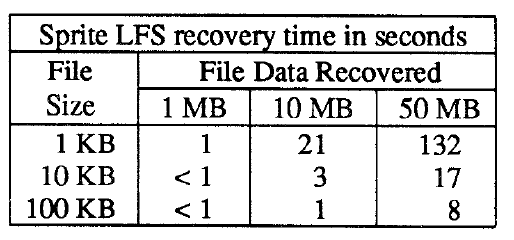 Sprite LFS recovery time in seconds
File Size File Data Recovered
1 MB 10 MB 50 MB
1 KB 1 21 132
10 KB < 1 3 17
100 KB < 1 1 8